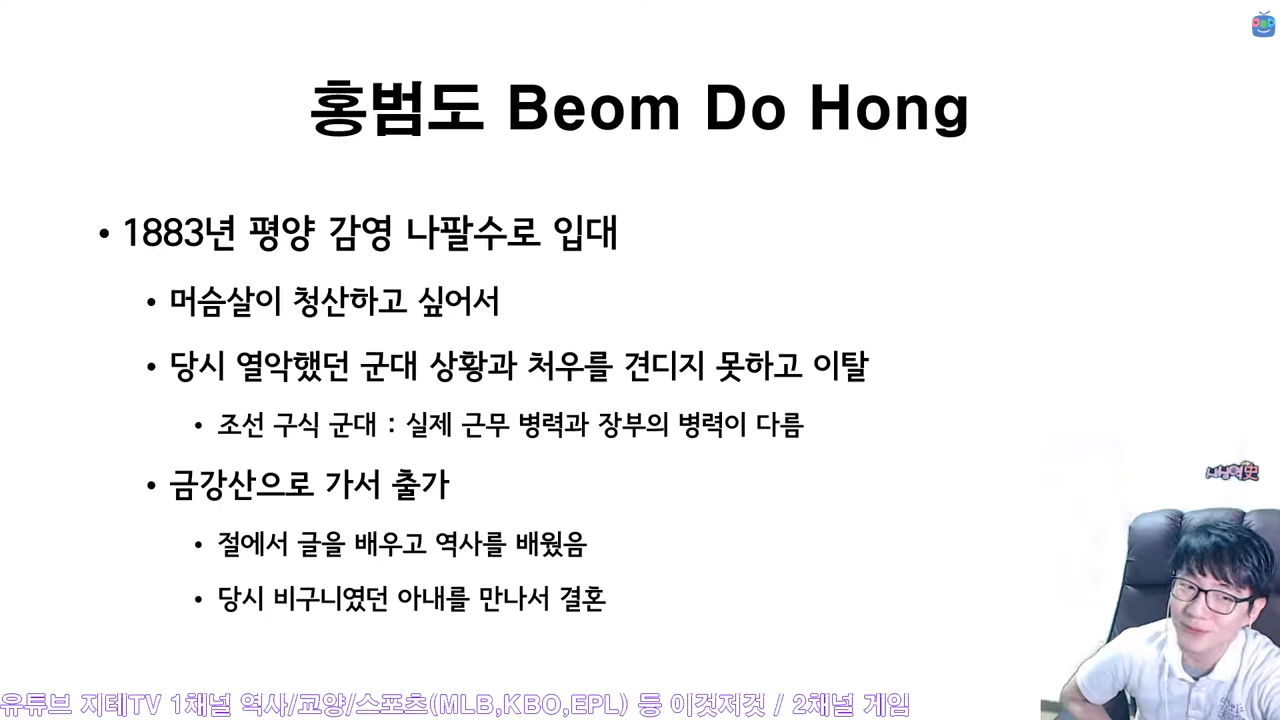 홍범도 Beom Do Hong
• 1883년 평양 감영 나팔수로 입대
• 머슴살이 청산하고 싶어서
• 당시 열악했던 군대 상황과 처우를 견디지 못하고 이탈
• 조선 구식 군대 : 실제 근무 병력과 장부의 병력이 다름
• 금강산으로 가서 출가
• 절에서 글을 배우고 역사를 배웠음
• 당시 비구니였던 아내를 만나서 결혼
유튜브 지테TV 1채널 역사/교양/스포츠(MLB,KBO,EPL) 등 이것저것 / 2채널 게임